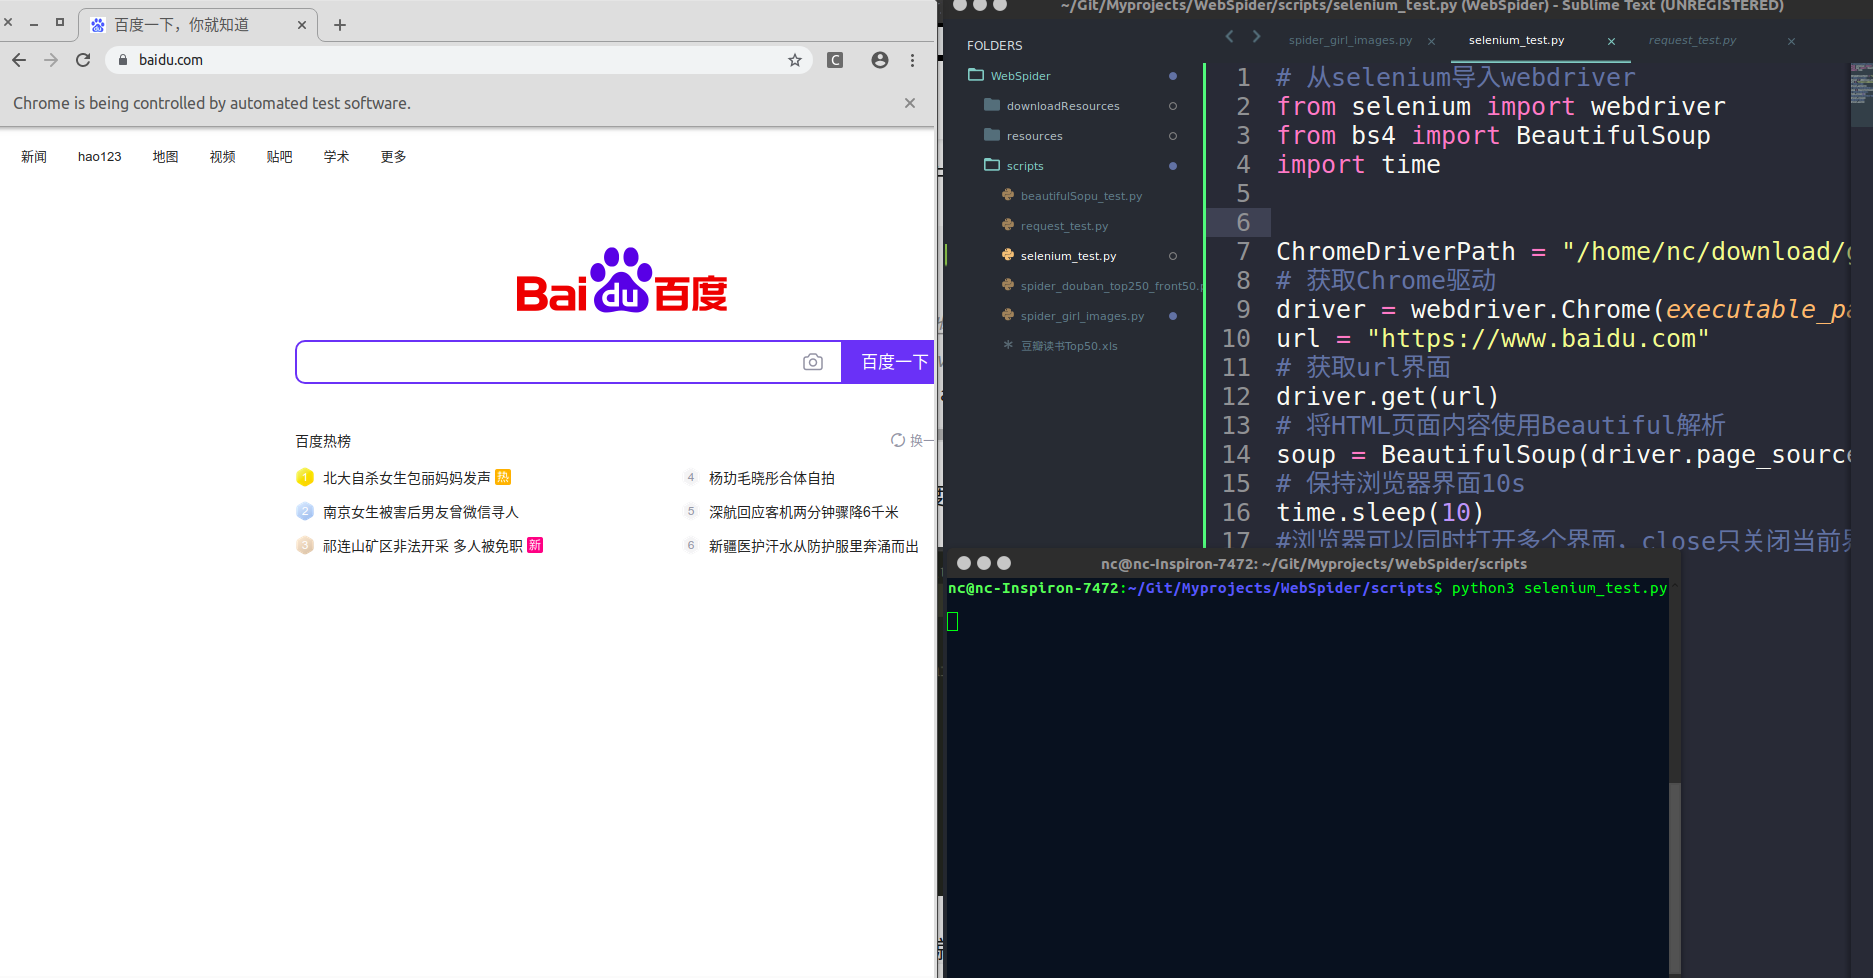 百度一下，你就知道
baidu.com
Chrome is being controlled by automated test software.
新闻 hao123 地图 视频 贴吧 学术 更多
Bai du 百度
百度一下
百度热榜
换一
1 北大自杀女生包丽妈妈发声 热
2 南京女生被害后男友曾微信寻人
3 祁连山矿区非法开采 多人被免职 新
4 杨玏毛晓彤合体自拍
5 深航回应客机两分钟骤降6千米
6 新疆医护汗水从防护服里奔涌而出
~/Git/Myprojects/WebSpider/scripts/selenium_test.py (WebSpider) - Sublime Text (UNREGISTERED)
FOLDERS
WebSpider
downloadResources
resources
scripts
beautifulSopu_test.py
request_test.py
selenium_test.py
spider_douban_top250_front50.p
spider_girl_images.py
豆瓣读书Top50.xls
spider_girl_images.py selenium_test.py request_test.py
1 # 从selenium导入webdriver
2 from selenium import webdriver
3 from bs4 import BeautifulSoup
4 import time
5
6
7 ChromeDriverPath = "/home/nc/download/g
8 # 获取Chrome驱动
9 driver = webdriver.Chrome(executable_pa
10 url = "https://www.baidu.com"
11 # 获取url界面
12 driver.get(url)
13 # 将HTML页面内容使用Beautiful解析
14 soup = BeautifulSoup(driver.page_source
15 # 保持浏览器界面10s
16 time.sleep(10)
17 #浏览器可以同时打开多个界面，close只关闭当前界
nc@nc-Inspiron-7472: ~/Git/Myprojects/WebSpider/scripts
nc@nc-Inspiron-7472:~/Git/Myprojects/WebSpider/scripts$ python3 selenium_test.py